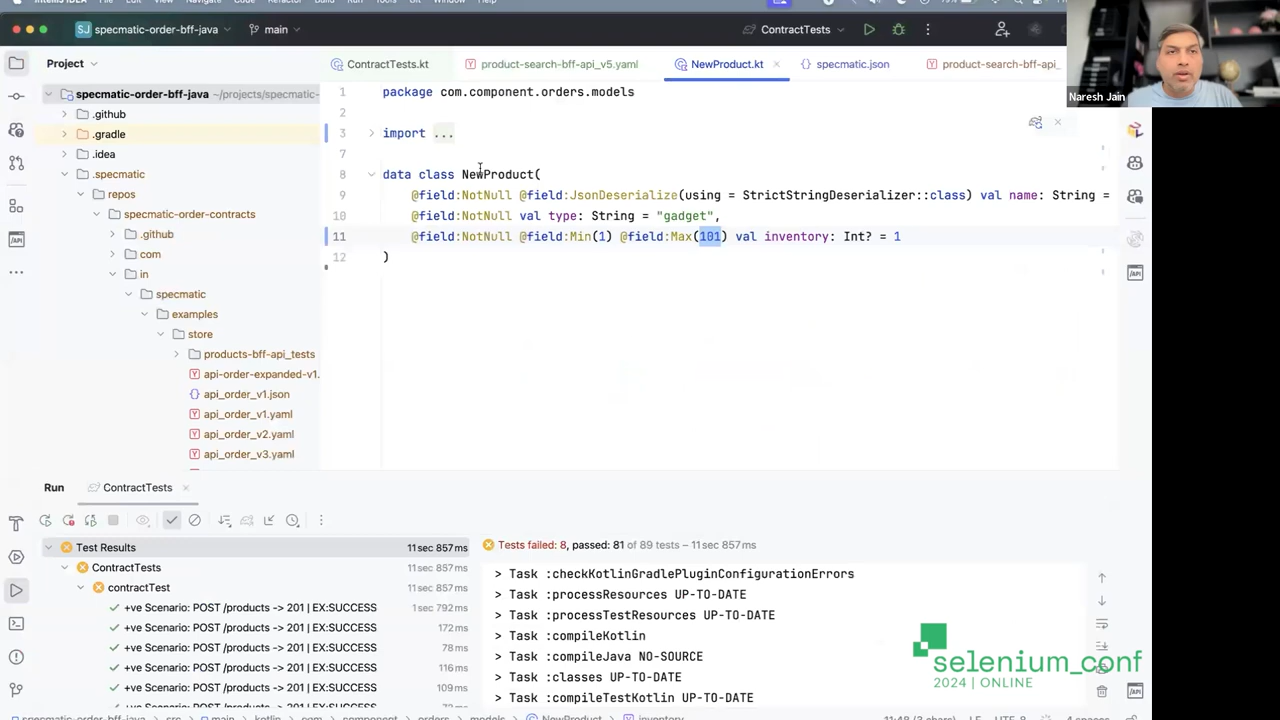 specmatic-order-bff-java
main
ContractTests
Naresh Jain
Project
ContractTests.kt
product-search-bff-api_v5.yaml
NewProduct.kt
specmatic.json
product-search-bff-api_
specmatic-order-bff-java ~/projects/specmatic-
.github
.gradle
.idea
.specmatic
repos
specmatic-order-contracts
.github
com
in
specmatic
examples
store
products-bff-api_tests
api-order-expanded-v1.
api_order_v1.json
api_order_v1.yaml
api_order_v2.yaml
api_order_v3.yaml
1 package com.component.orders.models
2
3 import ...
7
8 data class NewProduct(
9 @field:NotNull @field:JsonDeserialize(using = StrictStringDeserializer::class) val name: String =
10 @field:NotNull val type: String = "gadget",
11 @field:NotNull @field:Min(1) @field:Max(101) val inventory: Int? = 1
12 )
Run
ContractTests
Test Results 11 sec 857 ms
ContractTests 11 sec 857 ms
contractTest 11 sec 857 ms
+ve Scenario: POST /products -> 201 | EX:SUCCESS 1 sec 792 ms
+ve Scenario: POST /products -> 201 | EX:SUCCESS 172 ms
+ve Scenario: POST /products -> 201 | EX:SUCCESS 78 ms
+ve Scenario: POST /products -> 201 | EX:SUCCESS 116 ms
+ve Scenario: POST /products -> 201 | EX:SUCCESS 109 ms
Tests failed: 8, passed: 81 of 89 tests – 11 sec 857 ms
> Task :checkKotlinGradlePluginConfigurationErrors
> Task :processResources UP-TO-DATE
> Task :processTestResources UP-TO-DATE
> Task :compileKotlin
> Task :compileJava NO-SOURCE
> Task :classes UP-TO-DATE
> Task :compileTestKotlin UP-TO-DATE
selenium_conf
2024 | ONLINE